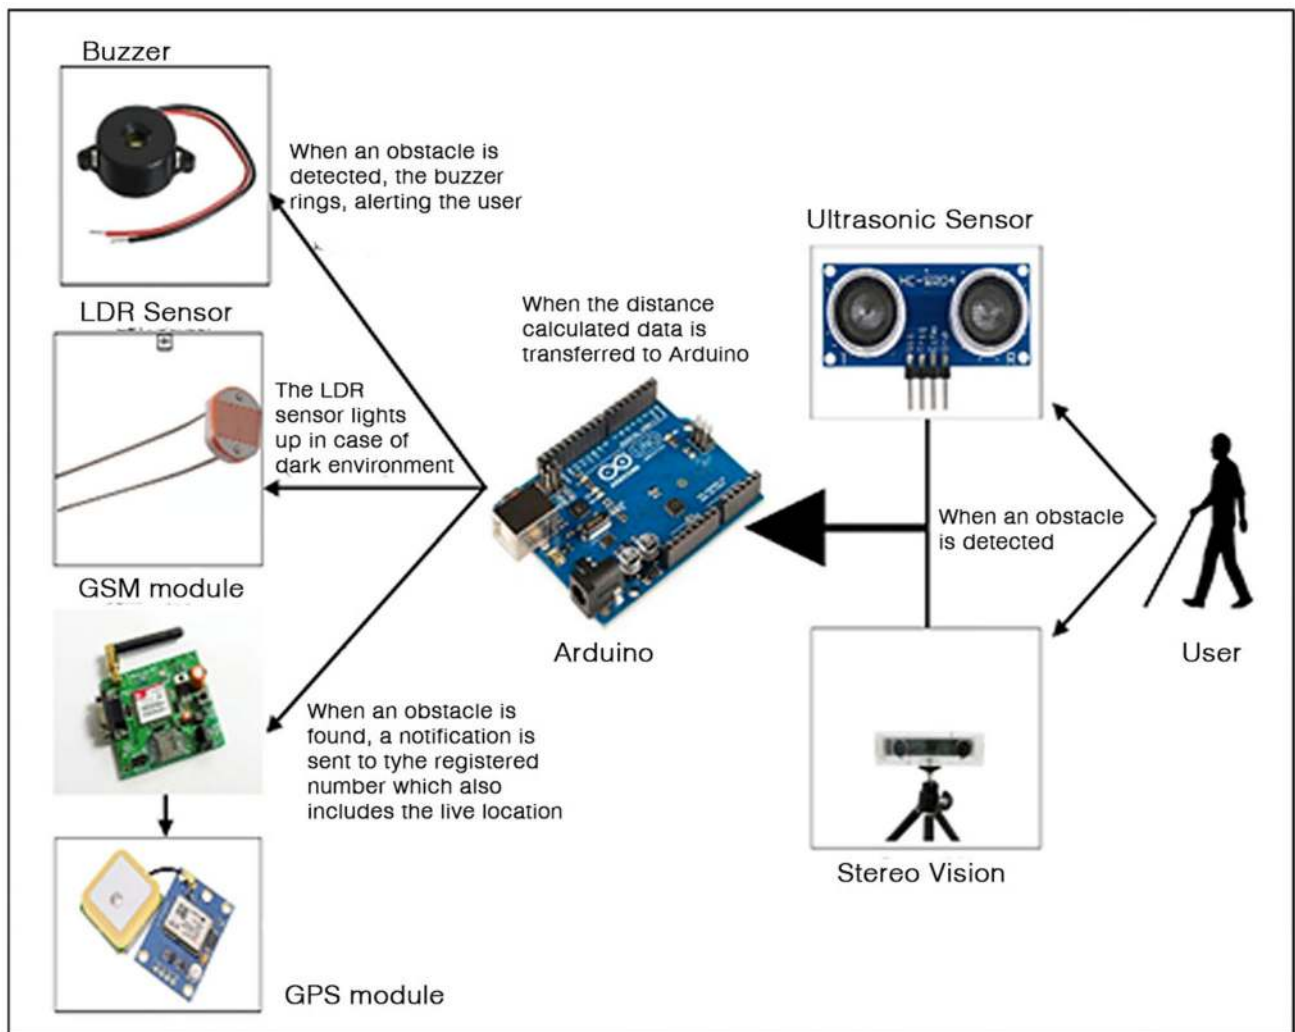 Buzzer
When an obstacle is
detected, the buzzer
rings, alerting the user
Ultrasonic Sensor
HC-SR04
LDR Sensor
When the distance
calculated data is
transferred to Arduino
The LDR
sensor lights
up in case of
dark environment
When an obstacle
is detected
GSM module
Arduino
User
When an obstacle is
found, a notification is
sent to tyhe registered
number which also
includes the live location
Stereo Vision
GPS module